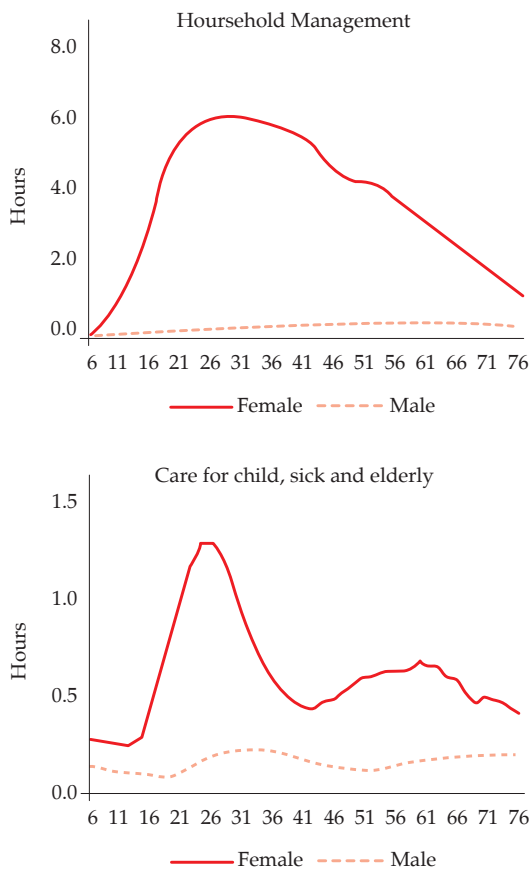 Hoursehold Management
8.0
6.0
4.0
2.0
0.0
Hours
6 11 16 21 26 31 36 41 46 51 56 61 66 71 76
Female Male
Care for child, sick and elderly
1.5
1.0
0.5
0.0
Hours
6 11 16 21 26 31 36 41 46 51 56 61 66 71 76
Female Male